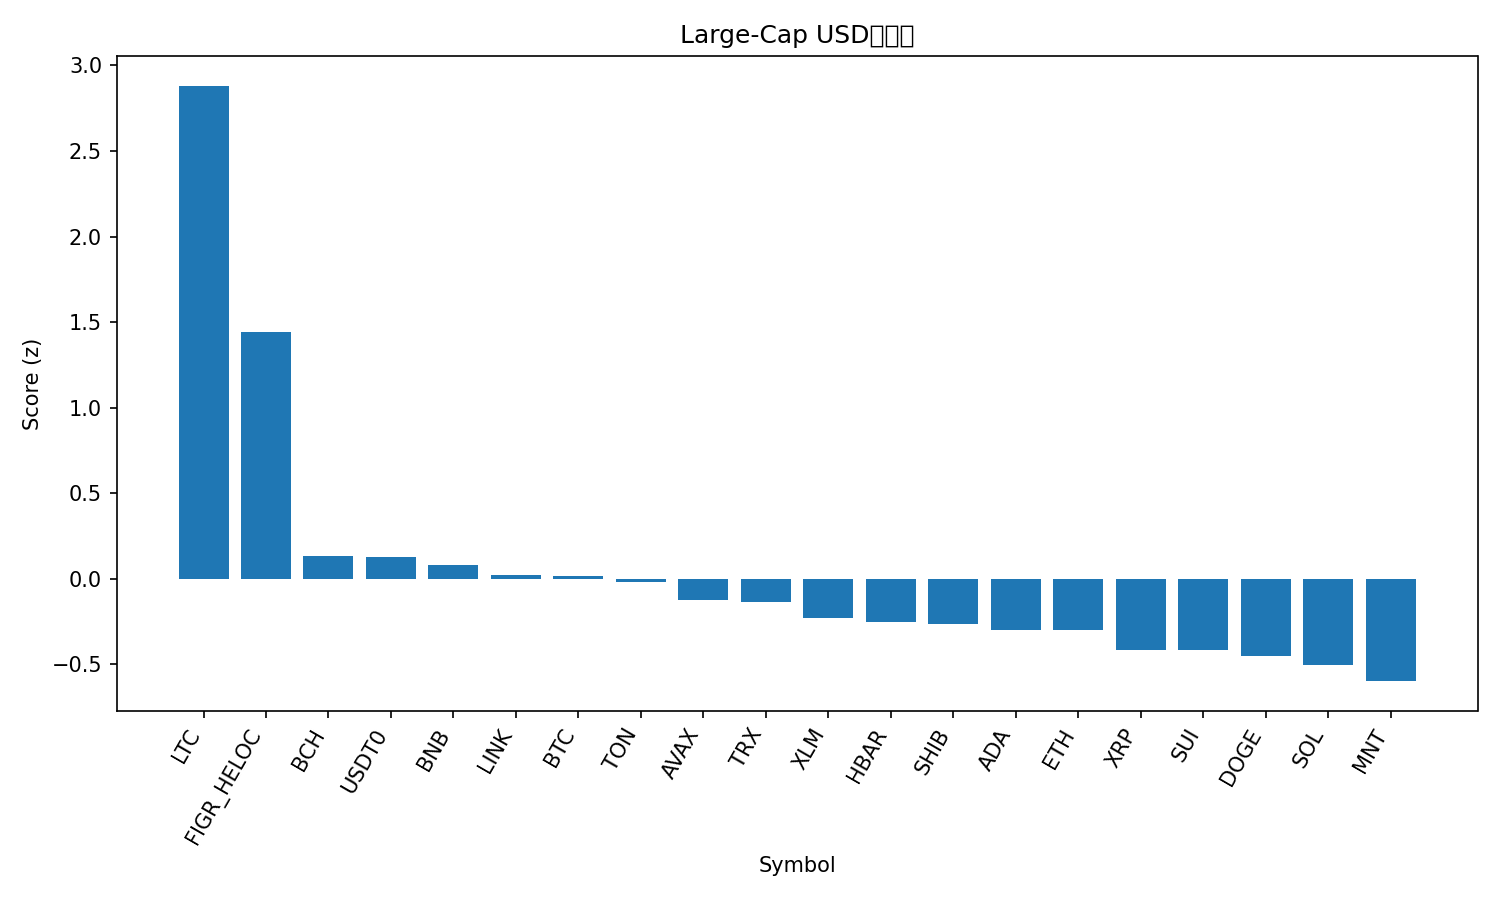 Large-Cap USD
3.0
2.5
2.0
1.5
1.0
0.5
0.0
−0.5
Score (z)
LTC
FIGR_HELOC
BCH
USDT0
BNB
LINK
BTC
TON
AVAX
TRX
XLM
HBAR
SHIB
ADA
ETH
XRP
SUI
DOGE
SOL
MNT
Symbol